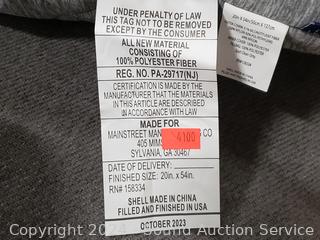 UNDER PENALTY OF LAW
THIS TAG NOT TO BE REMOVED
EXCEPT BY THE CONSUMER
ALL NEW MATERIAL
CONSISTING OF
100% POLYESTER FIBER
REG. NO. PA-29717(NJ)
CERTIFICATION IS MADE BY THE
MANUFACTURER THAT THE MATERIALS
IN THIS ARTICLE ARE DESCRIBED
IN ACCORDANCE WITH LAW
MADE FOR
MAINSTREET MAN
CO
4100
405 MIMS
SYLVANIA, GA 30467
DATE OF DELIVERY:
FINISHED SIZE: 20in. x 54in.
RN# 158334
SHELL MADE IN CHINA
FILLED AND FINISHED IN USA
OCTOBER 2023
Copyright 2024 Sound Auction Service